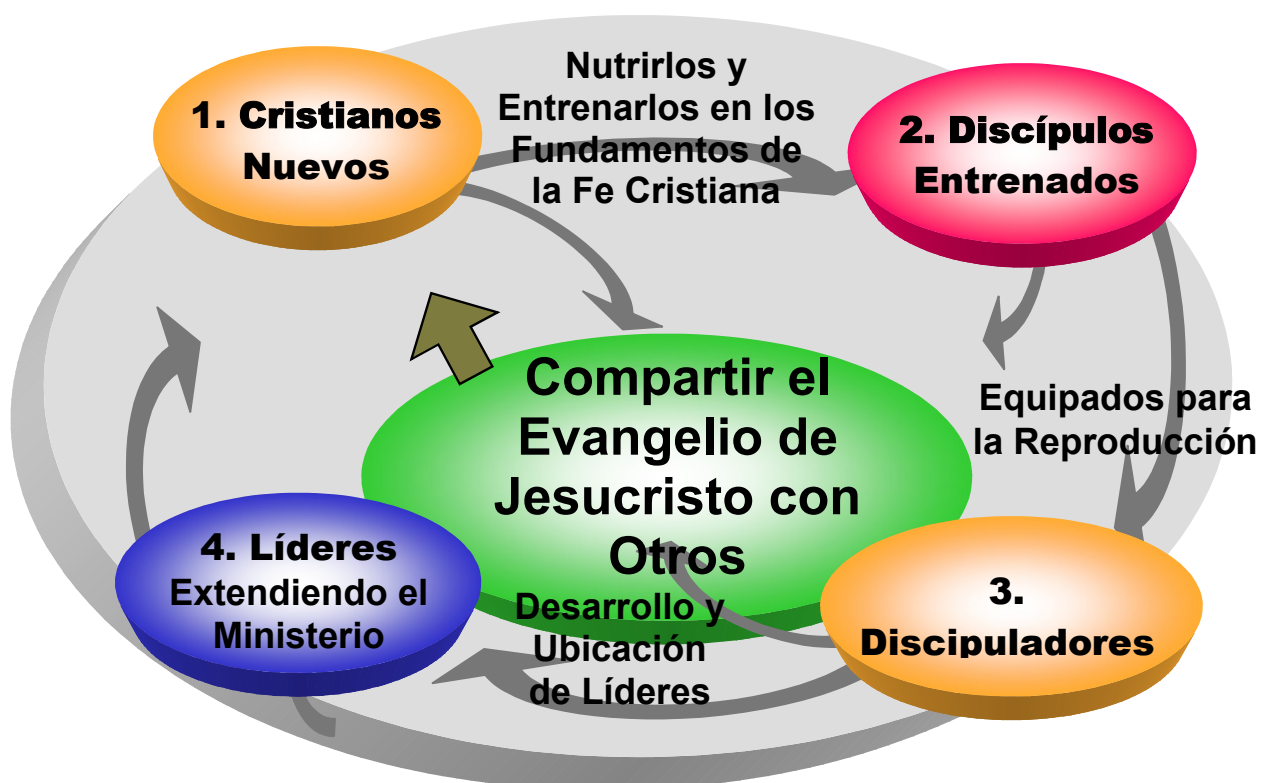 1. Cristianos
Nuevos
Nutrirlos y
Entrenarlos en los
Fundamentos de
la Fe Cristiana
2. Discípulos
Entrenados
Compartir el
Evangelio de
Jesucristo con
Otros
Equipados para
la Reproducción
4. Líderes
Extendiendo el
Ministerio
Desarrollo y
Ubicación
de Líderes
3.
Discipuladores